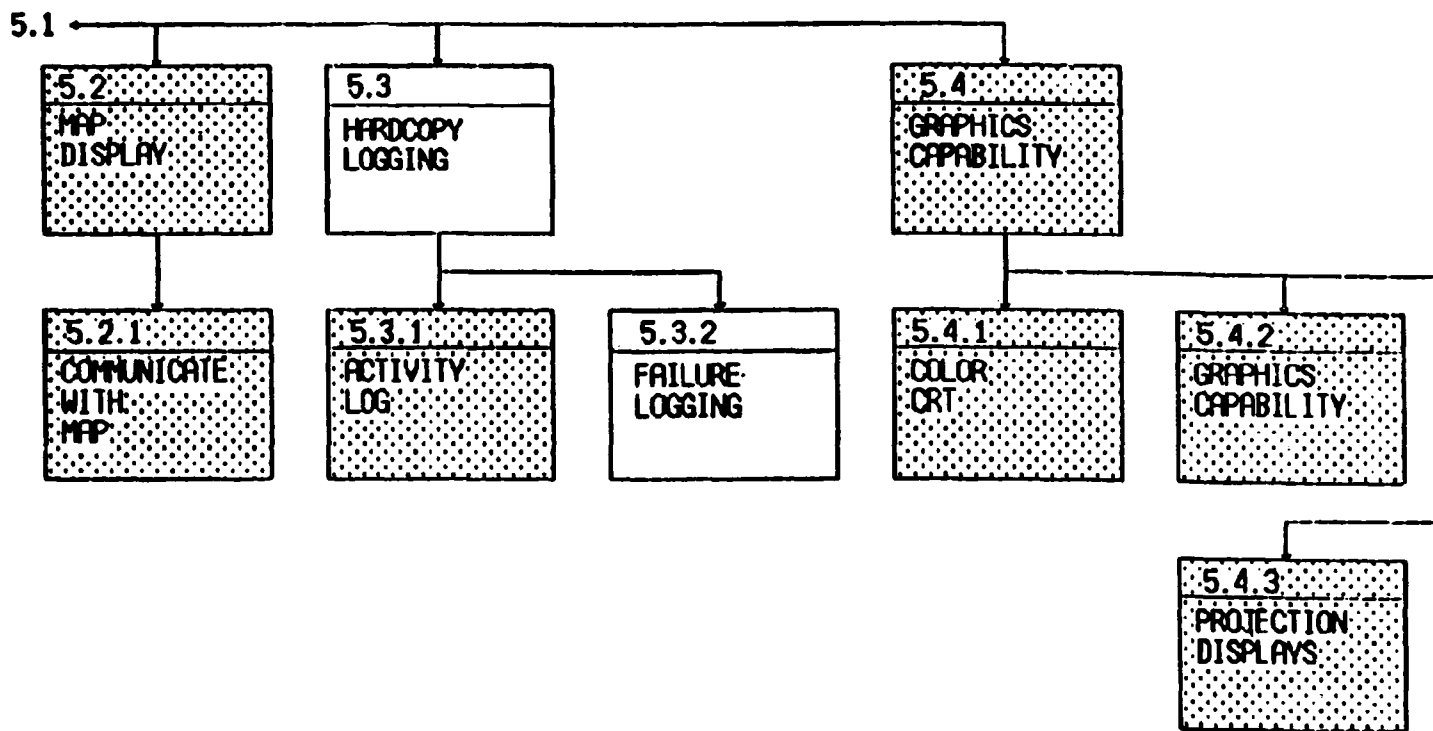 5.1
5.2
MAP
DISPLAY
5.3
HARDCOPY
LOGGING
5.4
GRAPHICS
CAPABILITY
5.2.1
COMMUNICATE
WITH
MAP
5.3.1
ACTIVITY
LOG
5.3.2
FAILURE
LOGGING
5.4.1
COLOR
CRT
5.4.2
GRAPHICS
CAPABILITY
5.4.3
PROJECTION
DISPLAYS